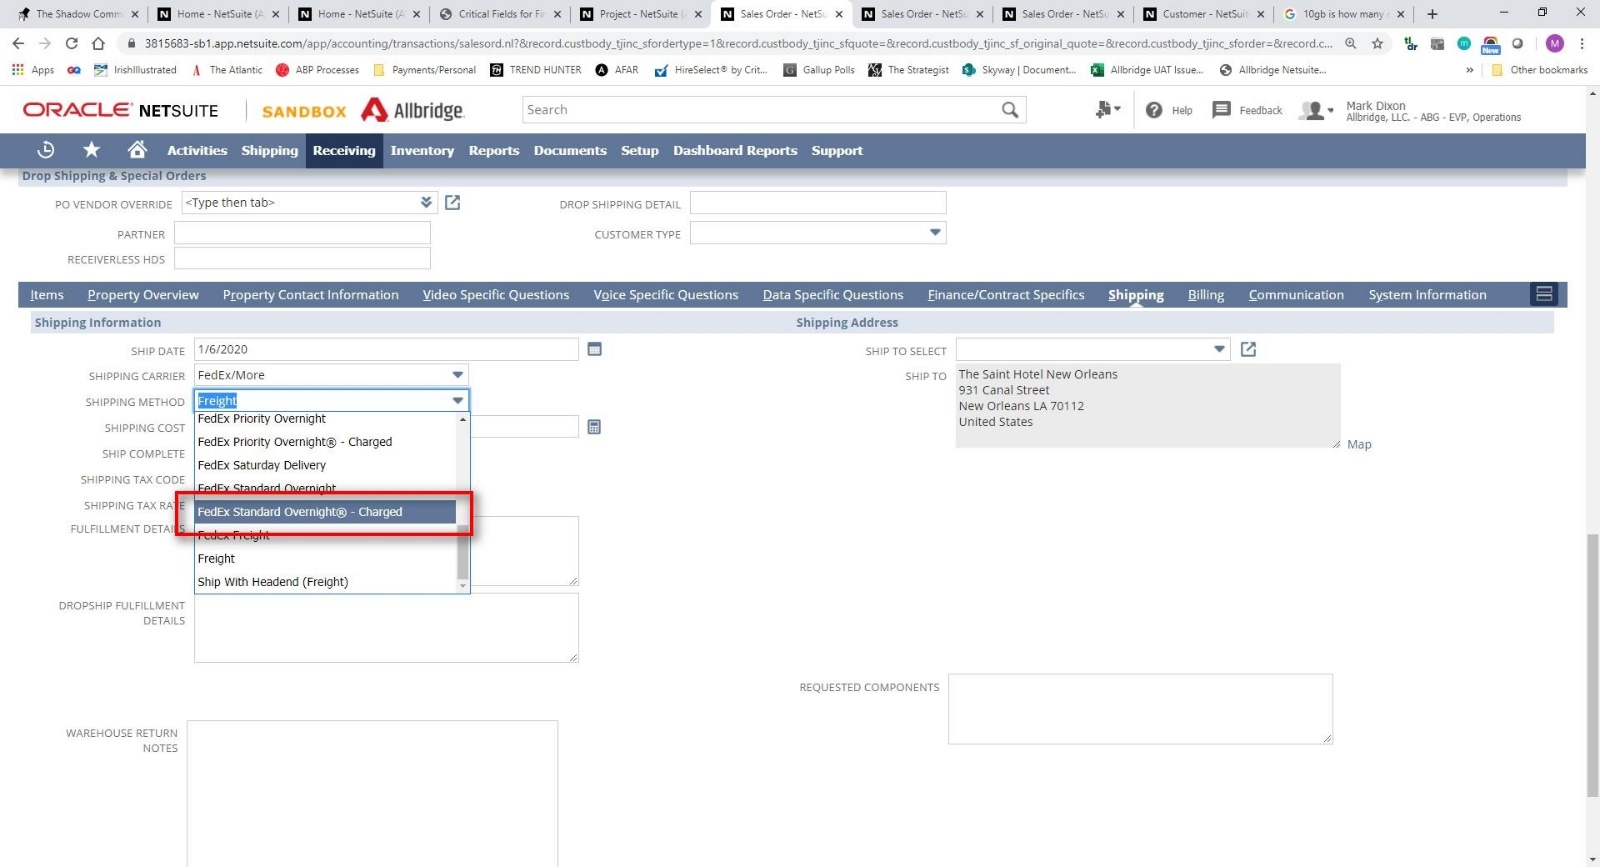 The Shadow Comm
Home - NetSuite (A
Home - NetSuite (A
Critical Fields for Fin
Project - NetSuite (A
Sales Order - NetSu
Sales Order - NetSu
Sales Order - NetSu
Customer - NetSuit
10gb is how many
3815683-sb1.app.netsuite.com/app/accounting/transactions/salesord.nl?&record.custbody_tjinc_sfordertype=1&record.custbody_tjinc_sfquote=&record.custbody_tjinc_sf_original_quote=&record.custbody_tjinc_sforder=&record.c...
New
M
Apps
IrishIllustrated
The Atlantic
ABP Processes
Payments/Personal
TREND HUNTER
AFAR
HireSelect® by Crit...
Gallup Polls
The Strategist
Skyway | Document...
Allbridge UAT Issue...
Allbridge Netsuite...
»
Other bookmarks
ORACLE NETSUITE
SANDBOX
Allbridge.
Search
Help
Feedback
Mark Dixon
Allbridge, LLC. - ABG - EVP, Operations
Activities
Shipping
Receiving
Inventory
Reports
Documents
Setup
Dashboard Reports
Support
Drop Shipping & Special Orders
PO VENDOR OVERRIDE
<Type then tab>
DROP SHIPPING DETAIL
PARTNER
CUSTOMER TYPE
RECEIVERLESS HDS
Items
Property Overview
Property Contact Information
Video Specific Questions
Voice Specific Questions
Data Specific Questions
Finance/Contract Specifics
Shipping
Billing
Communication
System Information
Shipping Information
Shipping Address
SHIP DATE
1/6/2020
SHIP TO SELECT
SHIPPING CARRIER
FedEx/More
SHIP TO
The Saint Hotel New Orleans
931 Canal Street
New Orleans LA 70112
United States
Map
SHIPPING METHOD
Freight
FedEx Priority Overnight
SHIPPING COST
FedEx Priority Overnight® - Charged
SHIP COMPLETE
FedEx Saturday Delivery
SHIPPING TAX CODE
FedEx Standard Overnight
SHIPPING TAX RATE
FedEx Standard Overnight® - Charged
FULFILLMENT DETAILS
FedEx Freight
Freight
Ship With Headend (Freight)
DROPSHIP FULFILLMENT
DETAILS
REQUESTED COMPONENTS
WAREHOUSE RETURN
NOTES